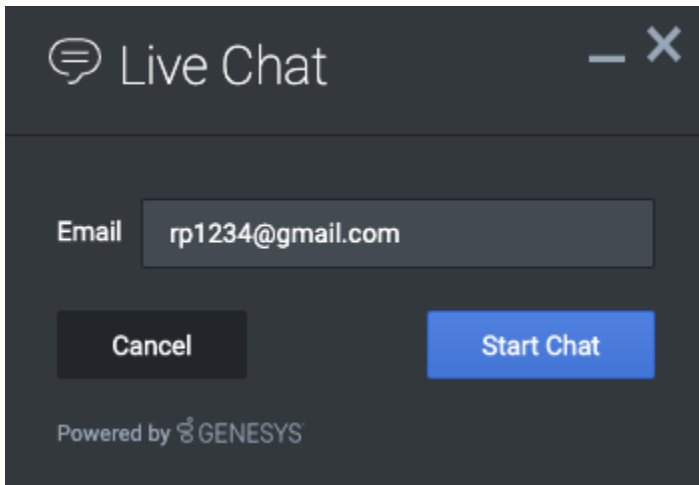 Live Chat
Email rp1234@gmail.com
Cancel Start Chat
Powered by GENESYS